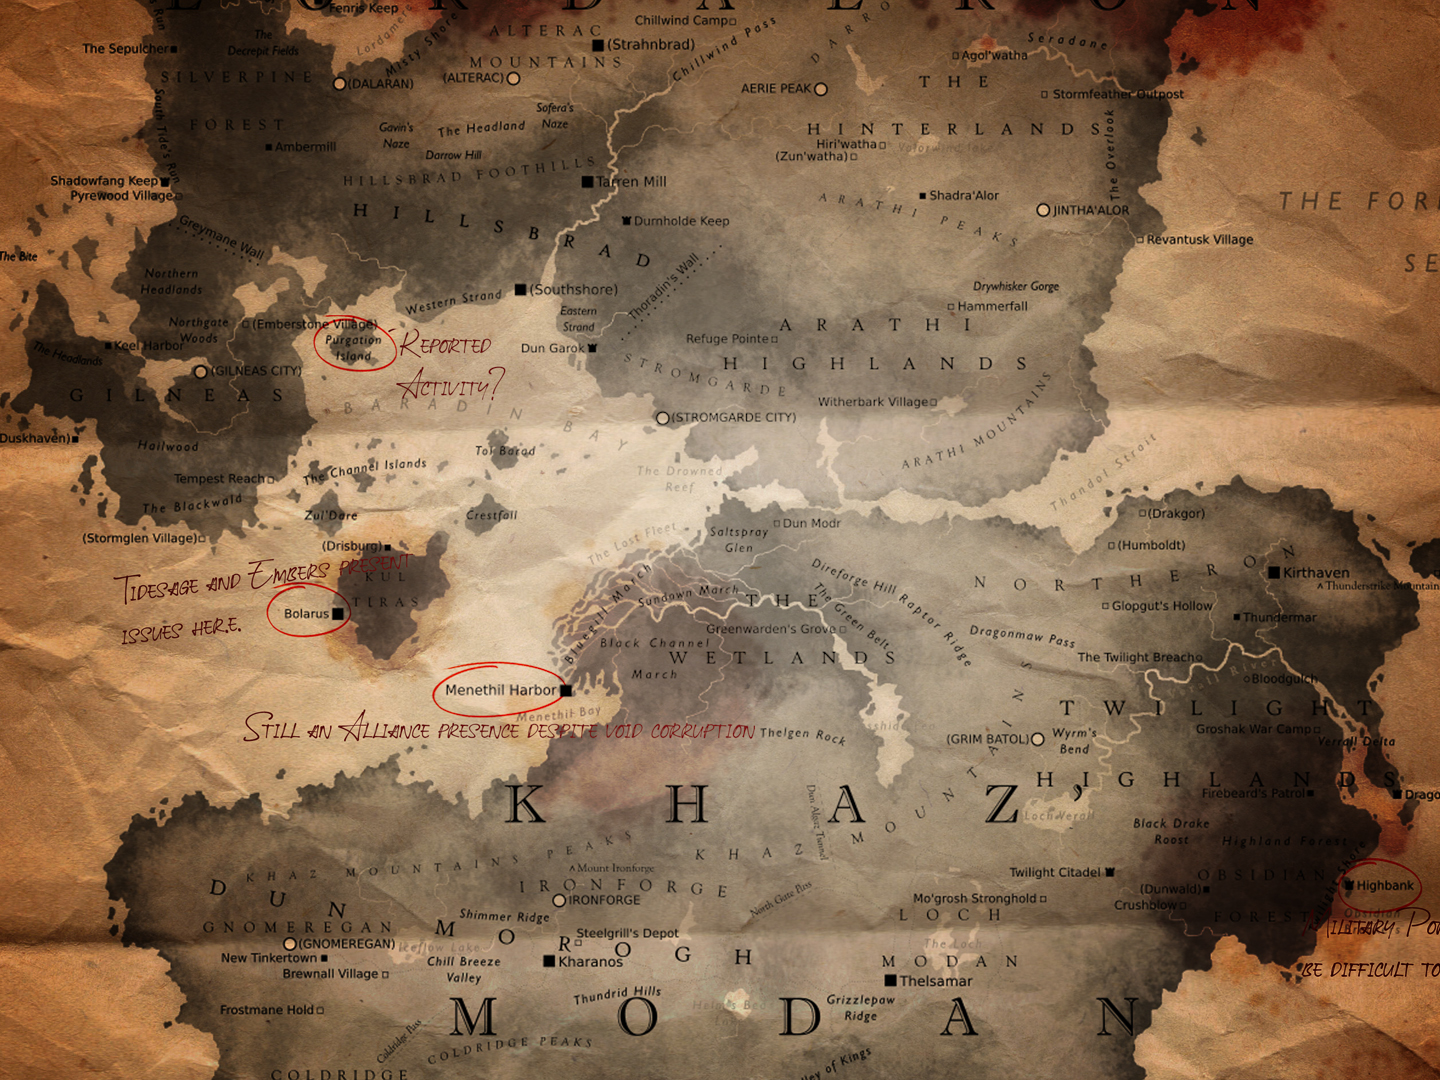 L O R D A E R O N
Fenris Keep
Chillwind Camp
Lordamere
Misty Shore
The Sepulcher
The
Decrepit Fields
ALTERAC
MOUNTAINS
(Strahnbrad)
Chillwind Pass
Seradane
Agol'watha
SILVERPINE
FOREST
(DALARAN)
(ALTERAC)
AERIE PEAK
THE
HINTERLANDS
Stormfeather Outpost
South Tide's Run
Sofera's
Naze
Gavin's
Naze
The Headland
Darrow Hill
Ambermill
Hiri'watha
(Zun'watha)
The Overlook
HILLSBRAD FOOTHILLS
Tarren Mill
Shadowfang Keep
Pyrewood Village
Shadra'Alor
JINTHA'ALOR
ARATHI PEAKS
THE FOR
SE
HILLSBRAD
Durnholde Keep
Revantusk Village
Greymane Wall
The Bite
Northern
Headlands
Thoradin's Wall
Western Strand
(Southshore)
Eastern
Strand
Drywhisker Gorge
Hammerfall
Northgate
Woods
(Emberstone Village)
Purgation
Island
Reported
Activity?
Keel Harbor
The Headlands
Dun Garok
Refuge Pointe
ARATHI
HIGHLANDS
STROMGARDE
(GILNEAS CITY)
GILNEAS
BARADIN BAY
Witherbark Village
(STROMGARDE CITY)
ARATHI MOUNTAINS
Duskhaven)
Hailwood
Tol Barad
The Channel Islands
Tempest Reach
The Drowned
Reef
Thandol Strait
The Blackwald
Zul'Dare
Crestfall
(Stormglen Village)
(Drisburg)
The Lost Fleet
Saltspray
Glen
Dun Modr
(Drakgor)
(Humboldt)
Tidesage and Embers present
issues here.
KUL
TIRAS
Bolarus
Bluegill March
Sundown March
THE
WETLANDS
Direforge Hill
Raptor Ridge
The Green Belt
NORTHERON
Kirthaven
Thunderstrike Mountain
Glopgut's Hollow
Thundermar
Greenwarden's Grove
Black Channel
March
Dragonmaw Pass
The Twilight Breach
River
Bloodgulch
Menethil Harbor
Menethil Bay
Still an Alliance presence despite void corruption
Thelgen Rock
TWILIGHT
HIGHLANDS
Groshak War Camp
Verrall Delta
(GRIM BATOL)
Wyrm's
Bend
KHAZ'
Firebeard's Patrol
Drago
Loch Verall
Black Drake
Roost
Highland Forest
Dun Algaz Tunnel
KHAZ MOUNTAINS PEAKS
KHAZ MOUNTAINS
Mount Ironforge
IRONFORGE
IRONFORGE
North Gate Pass
Twilight Citadel
OBSIDIAN
FOREST
(Dunwald)
Crushblow
Highbank
Obsidian
Military Po
be difficult to
Mo'grosh Stronghold
LOCH
MODAN
The Loch
DUN MOROGH
GNOMEREGAN
(GNOMEREGAN)
Shimmer Ridge
Steelgrill's Depot
New Tinkertown
Brewnall Village
Iceflow Lake
Chill Breeze
Valley
Kharanos
Thelsamar
Thundrid Hills
Grizzlepaw
Ridge
Frostmane Hold
MODAN
Coldridge Pass
COLDRIDGE PEAKS
COLDRIDGE
ley of Kings